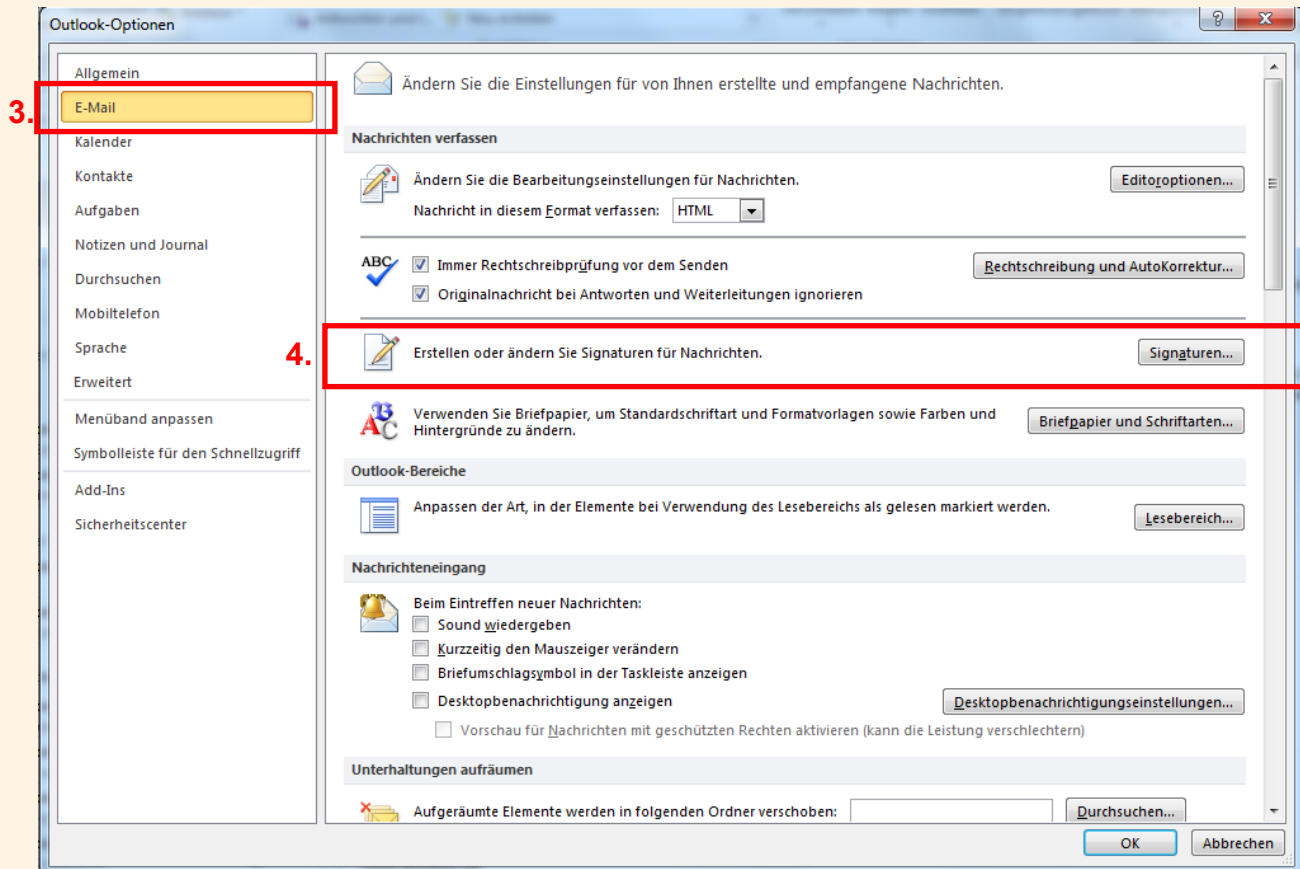 Outlook-Optionen
Allgemein
3.
E-Mail
Kalender
Kontakte
Aufgaben
Notizen und Journal
Durchsuchen
Mobiltelefon
Sprache
Erweitert
Menüband anpassen
Symbolleiste für den Schnellzugriff
Add-Ins
Sicherheitscenter
Ändern Sie die Einstellungen für von Ihnen erstellte und empfangene Nachrichten.
Nachrichten verfassen
Ändern Sie die Bearbeitungseinstellungen für Nachrichten.
Editoroptionen...
Nachricht in diesem Format verfassen: HTML
ABC
Immer Rechtschreibprüfung vor dem Senden
Rechtschreibung und AutoKorrektur...
Originalnachricht bei Antworten und Weiterleitungen ignorieren
4.
Erstellen oder ändern Sie Signaturen für Nachrichten.
Signaturen...
Verwenden Sie Briefpapier, um Standardschriftart und Formatvorlagen sowie Farben und
Hintergründe zu ändern.
Briefpapier und Schriftarten...
Outlook-Bereiche
Anpassen der Art, in der Elemente bei Verwendung des Lesebereichs als gelesen markiert werden.
Lesebereich...
Nachrichteneingang
Beim Eintreffen neuer Nachrichten:
Sound wiedergeben
Kurzzeitig den Mauszeiger verändern
Briefumschlagsymbol in der Taskleiste anzeigen
Desktopbenachrichtigung anzeigen
Desktopbenachrichtigungseinstellungen...
Vorschau für Nachrichten mit geschützten Rechten aktivieren (kann die Leistung verschlechtern)
Unterhaltungen aufräumen
Aufgeräumte Elemente werden in folgenden Ordner verschoben:
Durchsuchen...
OK
Abbrechen